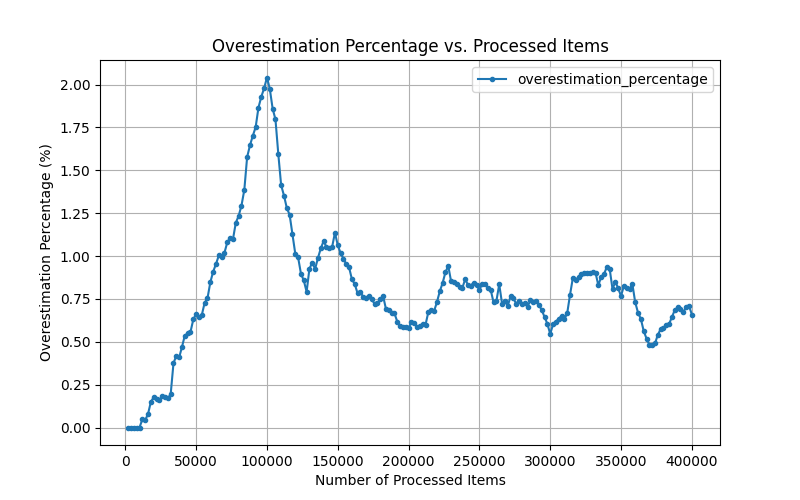 Overestimation Percentage vs. Processed Items
overestimation_percentage
Overestimation Percentage (%)
2.00
1.75
1.50
1.25
1.00
0.75
0.50
0.25
0.00
0 50000 100000 150000 200000 250000 300000 350000 400000
Number of Processed Items